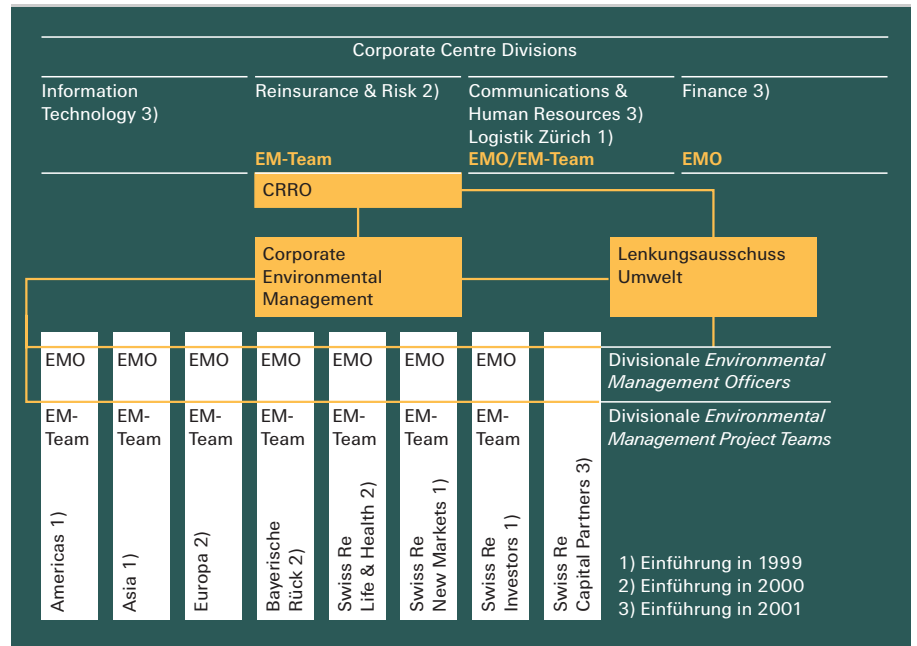 Corporate Centre Divisions
Information
Technology 3)
Reinsurance & Risk 2)
Communications &
Human Resources 3)
Logistik Zürich 1)
Finance 3)
EM-Team
EMO/EM-Team
EMO
CRRO
Corporate
Environmental
Management
Lenkungsausschuss
Umwelt
EMO
EMO
EMO
EMO
EMO
EMO
EMO
Divisionale Environmental
Management Officers
EM-
Team
EM-
Team
EM-
Team
EM-
Team
EM-
Team
EM-
Team
EM-
Team
Divisionale Environmental
Management Project Teams
Americas 1)
Asia 1)
Europa 2)
Bayerische
Rück 2)
Swiss Re
Life & Health 2)
Swiss Re
New Markets 1)
Swiss Re
Investors 1)
Swiss Re
Capital Partners 3)
1) Einführung in 1999
2) Einführung in 2000
3) Einführung in 2001